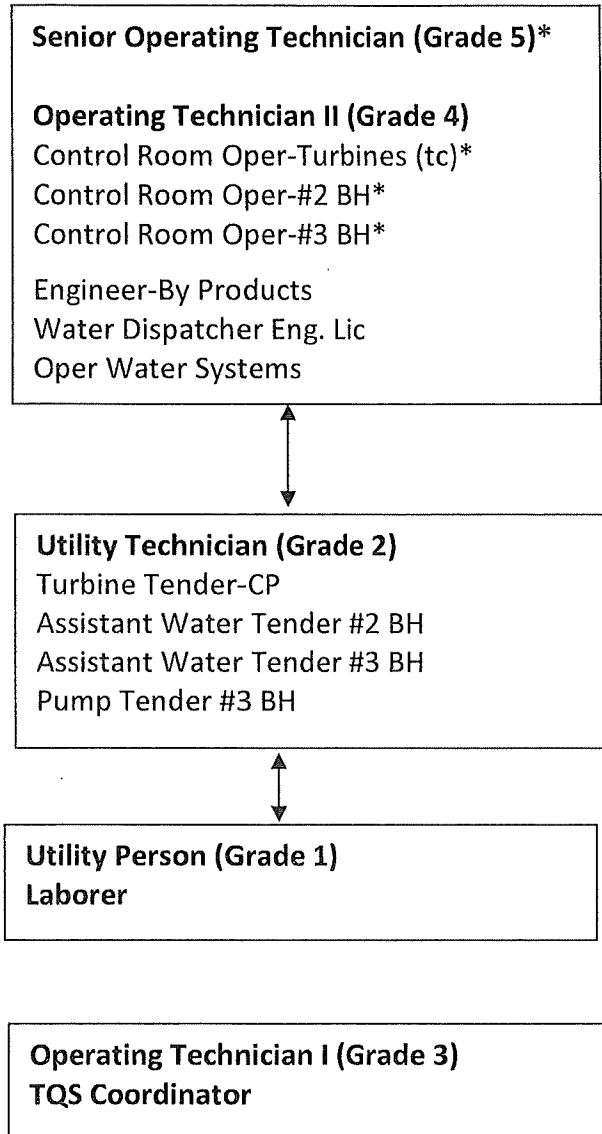 Senior Operating Technician (Grade 5)*
Operating Technician II (Grade 4)
Control Room Oper-Turbines (tc)*
Control Room Oper-#2 BH*
Control Room Oper-#3 BH*
Engineer-By Products
Water Dispatcher Eng. Lic
Oper Water Systems
Utility Technician (Grade 2)
Turbine Tender-CP
Assistant Water Tender #2 BH
Assistant Water Tender #3 BH
Pump Tender #3 BH
Utility Person (Grade 1)
Laborer
Operating Technician I (Grade 3)
TQS Coordinator